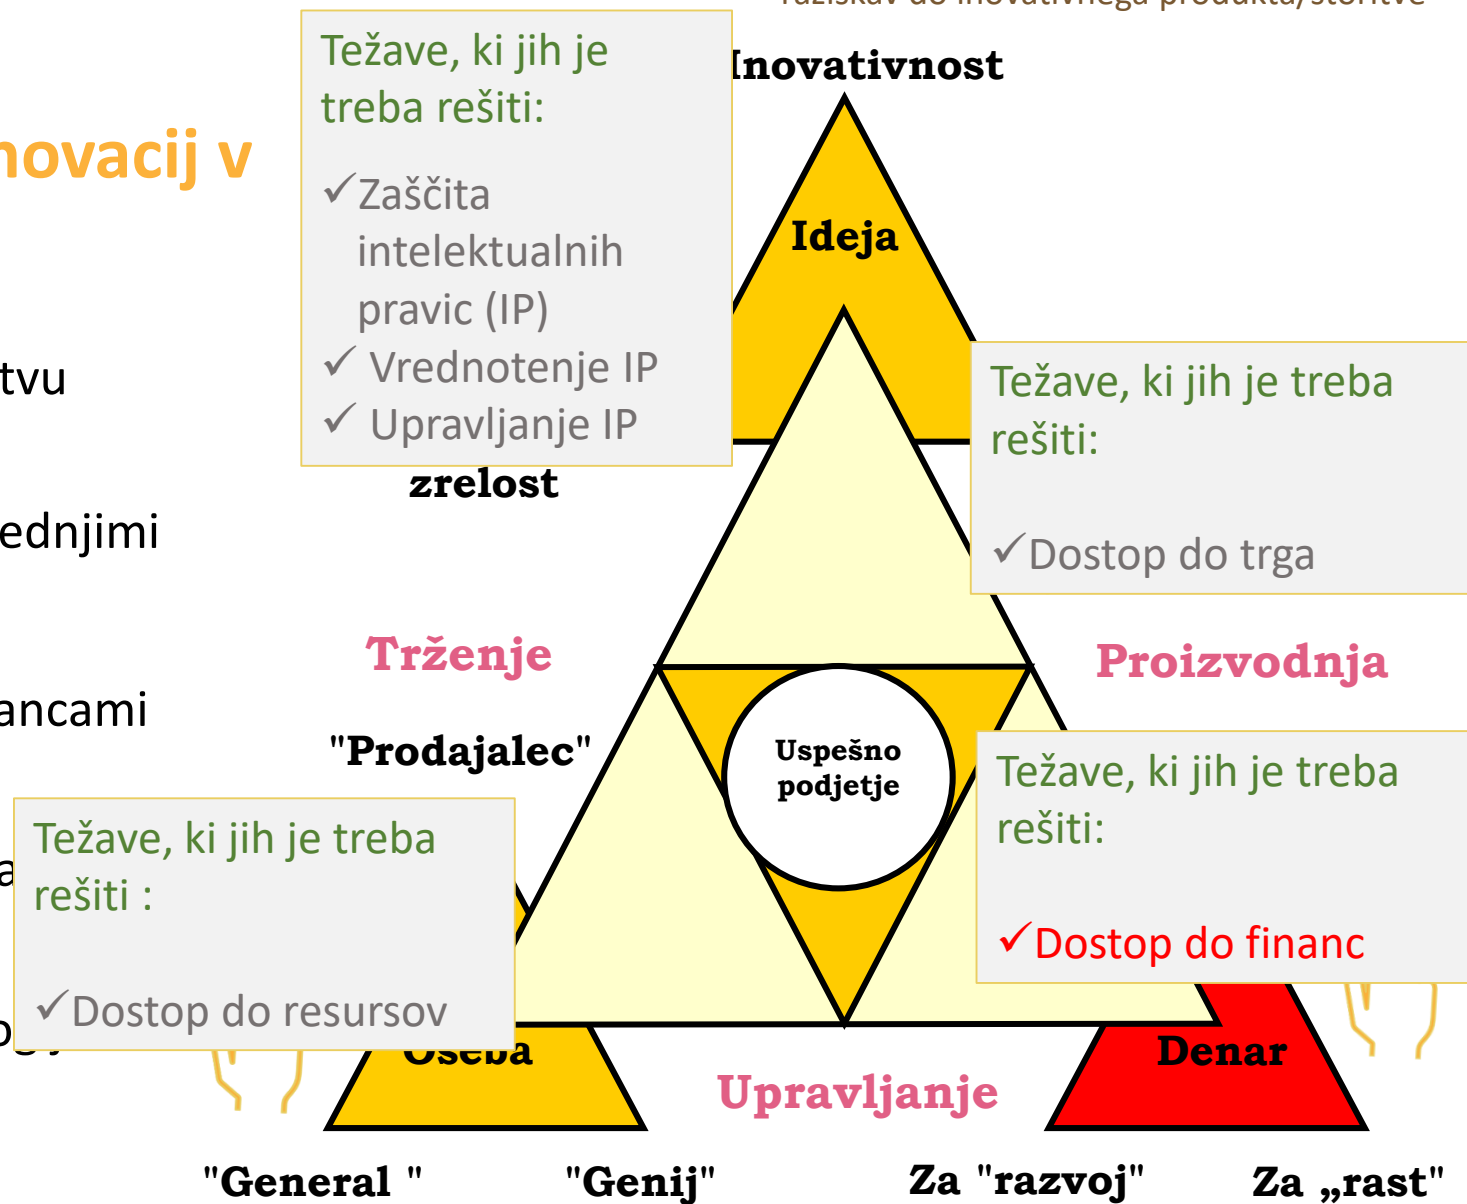 Težave, ki jih je
treba rešiti:
✓Zaščita
intelektualnih
pravic (IP)
✓ Vrednotenje IP
✓ Upravljanje IP
Inovativnost
novacij v
Ideja
tvu
Težave, ki jih je treba
rešiti:
✓Dostop do trga
zrelost
ednjimi
Trženje
Proizvodnja
ancami
"Prodajalec"
Uspešno
podjetje
Težave, ki jih je treba
rešiti:
✓Dostop do financ
Težave, ki jih je treba
rešiti :
✓Dostop do resursov
Oseba
Denar
Upravljanje
"General "
"Genij"
Za "razvoj"
Za „rast"